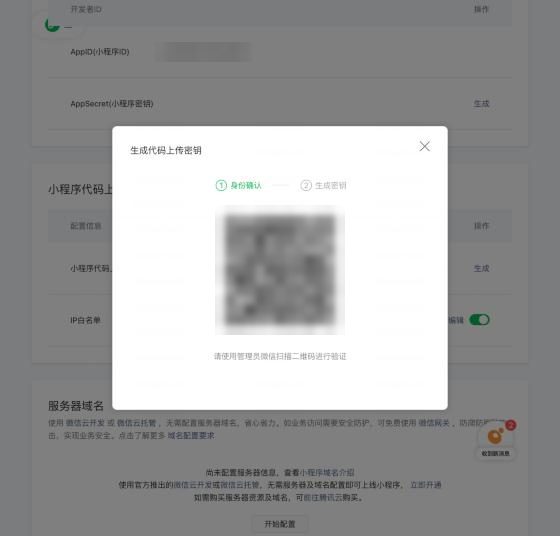 开发者ID 操作
AppID(小程序ID)
AppSecret(小程序密钥) 生成
生成代码上传密钥
1 身份确认 2 生成密钥
请使用管理员微信扫描二维码进行验证
小程序代码上
配置信息 操作
小程序代码 生成
IP白名单 编辑
服务器域名
使用 微信云开发 或 微信云托管 ，无需配置服务器域名，省心省力。如业务访问需要安全防护，可免费使用 微信网关 ，防爬防
击，实现业务安全。点击了解更多 域名配置要求
2
收到新消息
尚未配置服务器信息，查看小程序域名介绍
使用官方推出的微信云开发或微信云托管，无需服务器及域名配置即可上线小程序， 立即开通
如需购买服务器资源及域名，可前往腾讯云购买。
开始配置